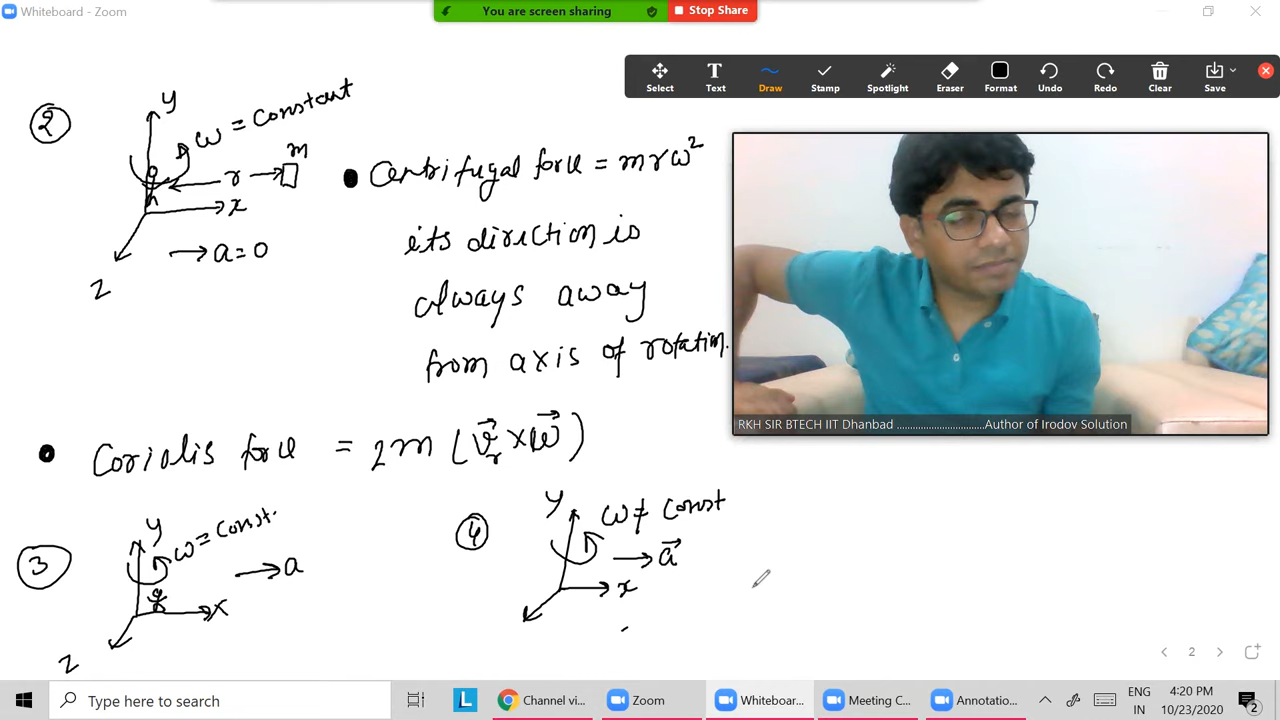 Whiteboard - Zoom
You are screen sharing
Stop Share
Select
Text
Draw
Stamp
Spotlight
Eraser
Format
Undo
Redo
Clear
Save
②
y
ω = constant
m
r
x
z
→ a = 0
• Centrifugal force = mrω²
its direction is
always away
from axis of rotation.
• Coriolis force = 2m (v⃗r × ω⃗)
③
y
ω = const.
→ a
x
z
④
y
ω ≠ const
→ a⃗
x
RKH SIR BTECH IIT Dhanbad ..................................Author of Irodov Solution
2
Type here to search
L
Channel vi...
Zoom
Whiteboar...
Meeting C...
Annotatio...
ENG
IN
4:20 PM
10/23/2020
2